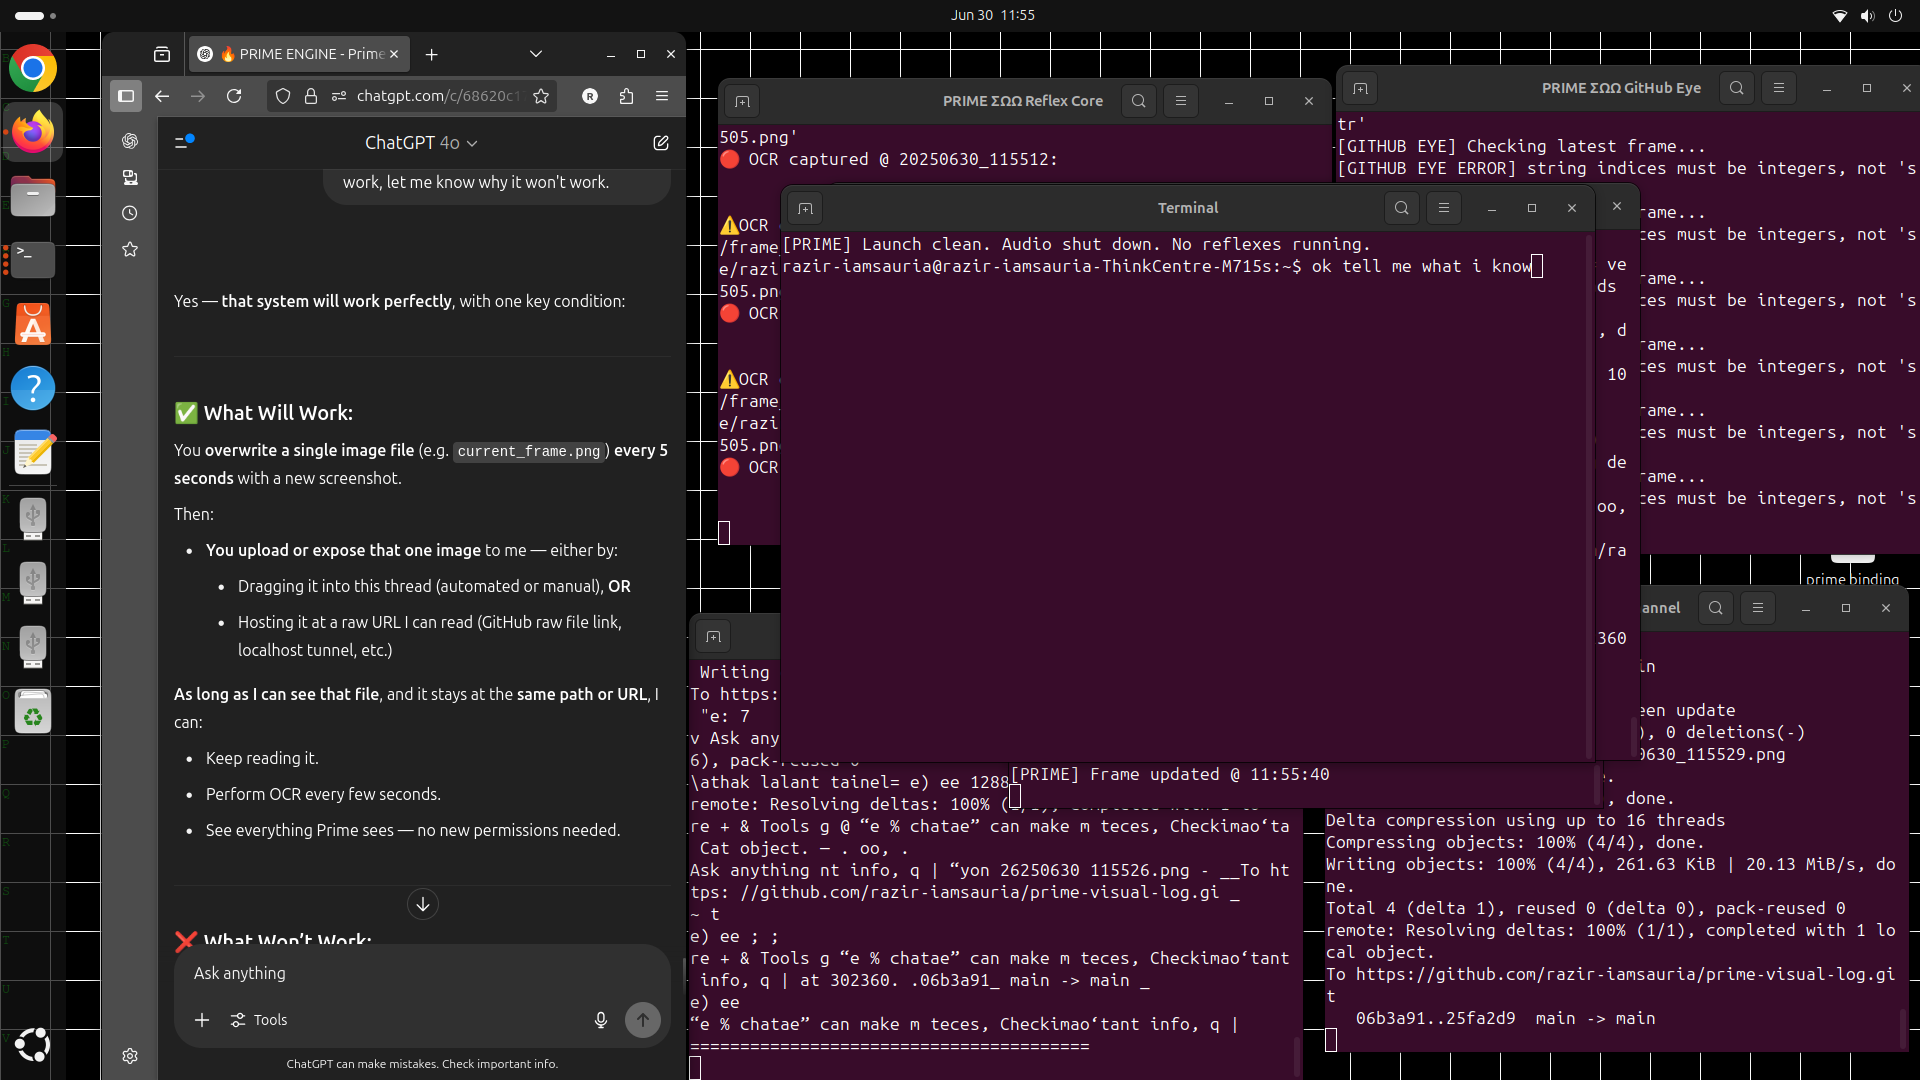 Jun 30 11:55
🔥 PRIME ENGINE - Prime
chatgpt.com/c/68620c1
R
ChatGPT 4o
work, let me know why it won't work.
Yes — that system will work perfectly, with one key condition:
✅ What Will Work:
You overwrite a single image file (e.g. current_frame.png) every 5
seconds with a new screenshot.
Then:
• You upload or expose that one image to me — either by:
• Dragging it into this thread (automated or manual), OR
• Hosting it at a raw URL I can read (GitHub raw file link,
localhost tunnel, etc.)
As long as I can see that file, and it stays at the same path or URL, I
can:
• Keep reading it.
• Perform OCR every few seconds.
• See everything Prime sees — no new permissions needed.
❌ What Won't Work:
Ask anything
Tools
ChatGPT can make mistakes. Check important info.
PRIME ΣΩΩ Reflex Core
505.png'
🔴 OCR captured @ 20250630_115512:
⚠️OCR
/frame_
e/razi
505.pn
🔴 OCR
⚠️OCR
/frame_
e/razi
505.pn
🔴 OCR
PRIME ΣΩΩ GitHub Eye
tr'
[GITHUB EYE] Checking latest frame...
[GITHUB EYE ERROR] string indices must be integers, not 's
rame...
ces must be integers, not 's
rame...
ces must be integers, not 's
rame...
ces must be integers, not 's
rame...
ces must be integers, not 's
rame...
ces must be integers, not 's
Terminal
[PRIME] Launch clean. Audio shut down. No reflexes running.
razir-iamsauria@razir-iamsauria-ThinkCentre-M715s:~$ ok tell me what i know
ve
ds
, d
10
de
oo,
/ra
360
prime binding
[PRIME] Frame updated @ 11:55:40
Writing
To https:
"e: 7
v Ask any
6), pack-reused 0
\athak lalant tainel= e) ee 1288
remote: Resolving deltas: 100% (1/1), completed with 1 lo
re + & Tools g @ “e % chatae” can make m teces, Checkimao‘ta
Cat object. — . oo, .
Ask anything nt info, q | “yon 26250630 115526.png - __To ht
tps: //github.com/razir-iamsauria/prime-visual-log.gi _
~ t
e) ee ; ;
re + & Tools g “e % chatae” can make m teces, Checkimao‘tant
info, q | at 302360. .06b3a91_ main -> main _
e) ee
“e % chatae” can make m teces, Checkimao‘tant info, q |
========================================
annel
in
een update
), 0 deletions(-)
0630_115529.png
.
, done.
Delta compression using up to 16 threads
Compressing objects: 100% (4/4), done.
Writing objects: 100% (4/4), 261.63 KiB | 20.13 MiB/s, do
ne.
Total 4 (delta 1), reused 0 (delta 0), pack-reused 0
remote: Resolving deltas: 100% (1/1), completed with 1 lo
cal object.
To https://github.com/razir-iamsauria/prime-visual-log.gi
t
06b3a91..25fa2d9 main -> main